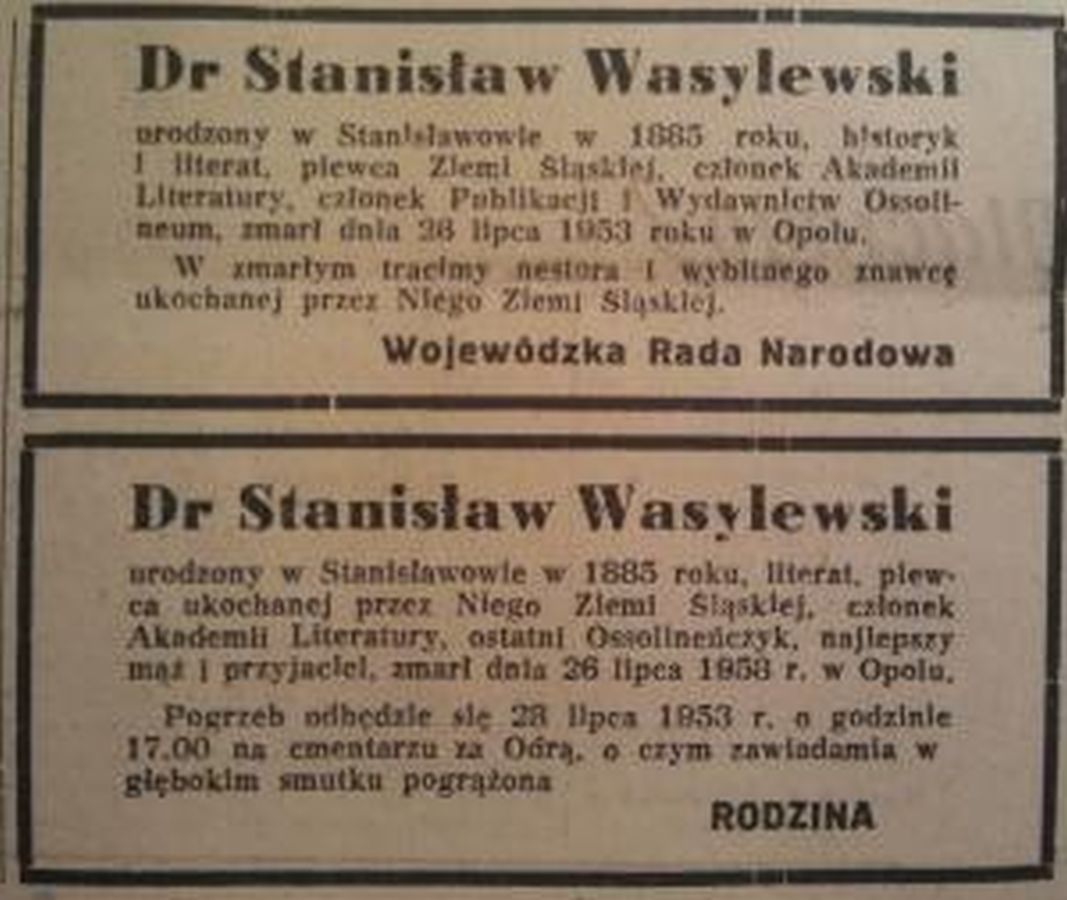 Dr Stanisław Wasylewski
urodzony w Stanisławowie w 1885 roku, historyk
i literat, piewca Ziemi Śląskiej, członek Akademii
Literatury, członek Publikacji i Wydawnictw Ossoli-
neum, zmarł dnia 26 lipca 1953 roku w Opolu.
W zmarłym tracimy nestora i wybitnego znawcę
ukochanej przez Niego Ziemi Śląskiej.
Wojewódzka Rada Narodowa
Dr Stanisław Wasylewski
urodzony w Stanisławowie w 1885 roku, literat, piew-
ca ukochanej przez Niego Ziemi Śląskiej, członek
Akademii Literatury, ostatni Ossolineńczyk, najlepszy
mąż i przyjaciel, zmarł dnia 26 lipca 1953 r. w Opolu.
Pogrzeb odbędzie się 28 lipca 1953 r. o godzinie
17.00 na cmentarzu za Odrą, o czym zawiadamia w
głębokim smutku pogrążona
RODZINA